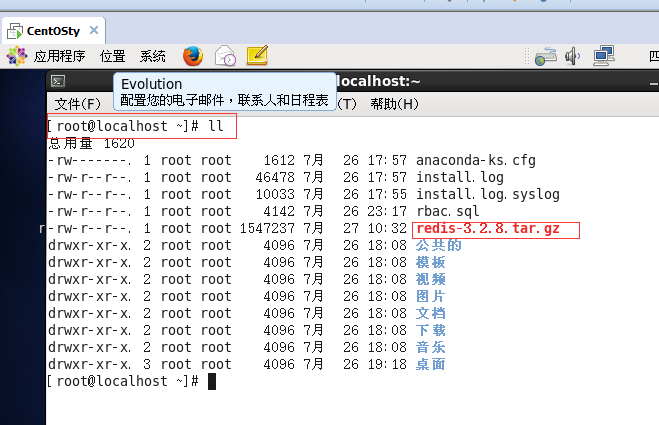 CentOSty
应用程序 位置 系统
Evolution
配置您的电子邮件，联系人和日程表
localhost:~
文件(F) (T) 帮助(H)
[root@localhost ~]# ll
总用量 1620
-rw-------. 1 root root 1612 7月 26 17:57 anaconda-ks.cfg
-rw-r--r--. 1 root root 46478 7月 26 17:57 install.log
-rw-r--r--. 1 root root 10033 7月 26 17:55 install.log.syslog
-rw-r--r--. 1 root root 4142 7月 26 23:17 rbac.sql
-rw-r--r--. 1 root root 1547237 7月 27 10:32 redis-3.2.8.tar.gz
drwxr-xr-x. 2 root root 4096 7月 26 18:08 公共的
drwxr-xr-x. 2 root root 4096 7月 26 18:08 模板
drwxr-xr-x. 2 root root 4096 7月 26 18:08 视频
drwxr-xr-x. 2 root root 4096 7月 26 18:08 图片
drwxr-xr-x. 2 root root 4096 7月 26 18:08 文档
drwxr-xr-x. 2 root root 4096 7月 26 18:08 下载
drwxr-xr-x. 2 root root 4096 7月 26 18:08 音乐
drwxr-xr-x. 3 root root 4096 7月 26 19:18 桌面
[root@localhost ~]#